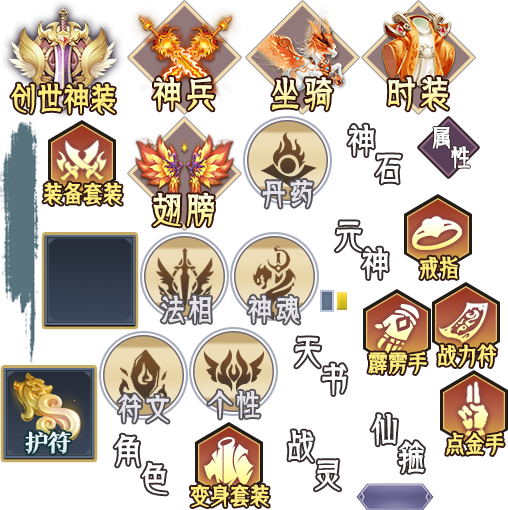 创世神装
神兵
坐骑
时装
装备套装
翅膀
丹药
神石
属性
元神
戒指
法相
神魂
天书
霹雳手
战力符
护符
符文
个性
角色
变身套装
战灵
仙箍
点金手